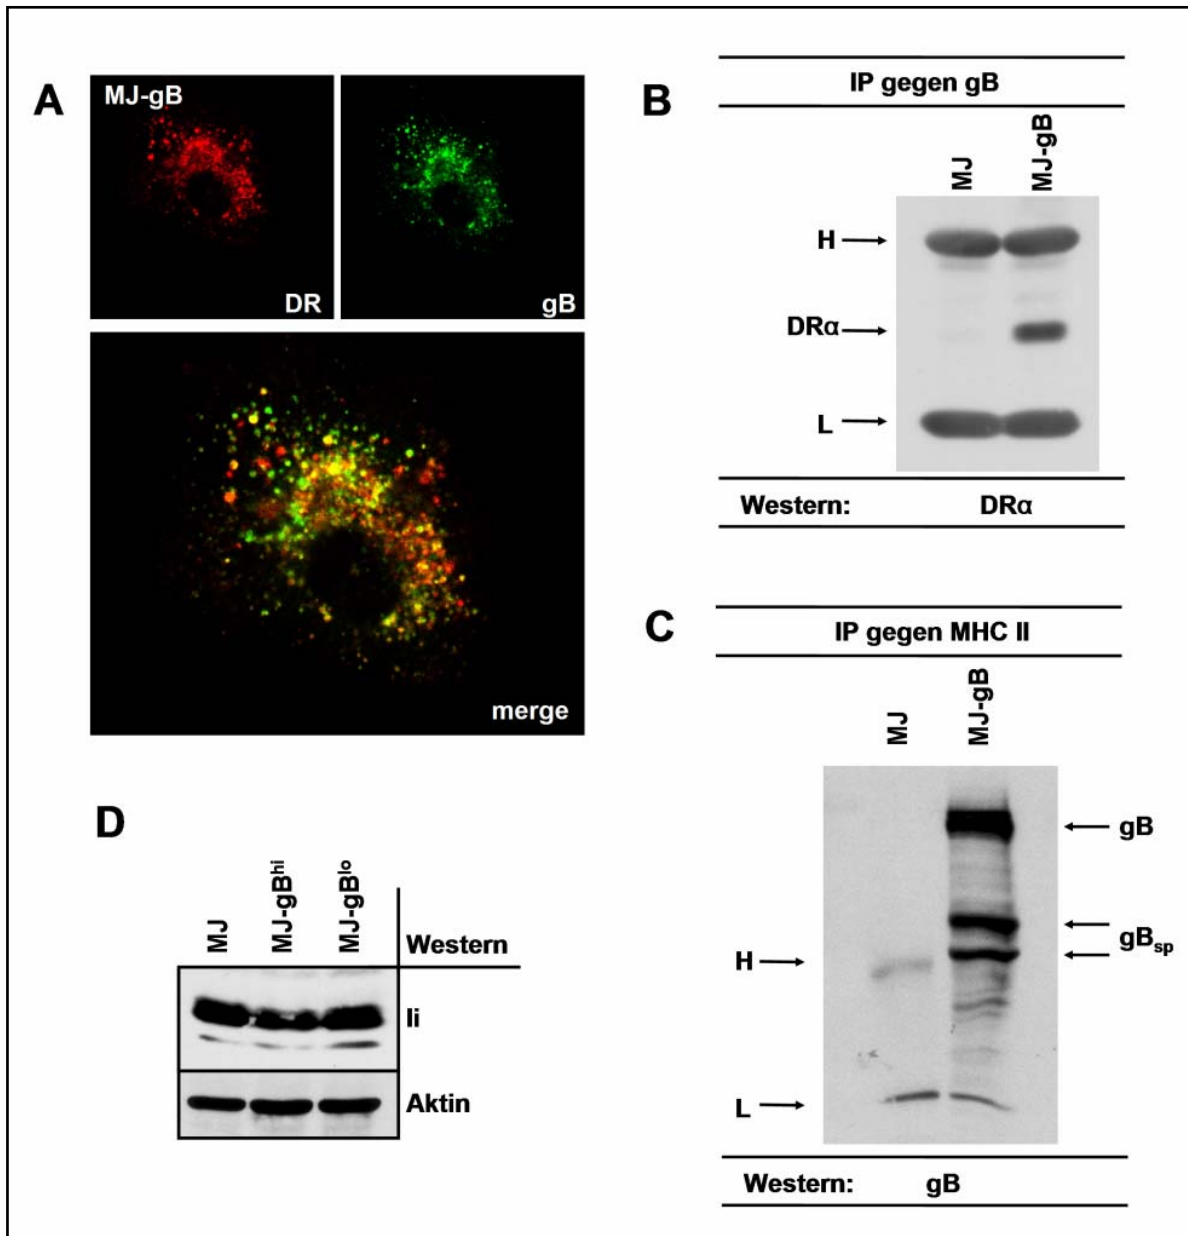 A
MJ-gB
DR
gB
merge
B
IP gegen gB
MJ
MJ-gB
H
DRα
L
Western: DRα
C
IP gegen MHC II
MJ
MJ-gB
gB
gBsp
H
L
Western: gB
D
MJ
MJ-gBhi
MJ-gBlo
Western
Ii
Aktin